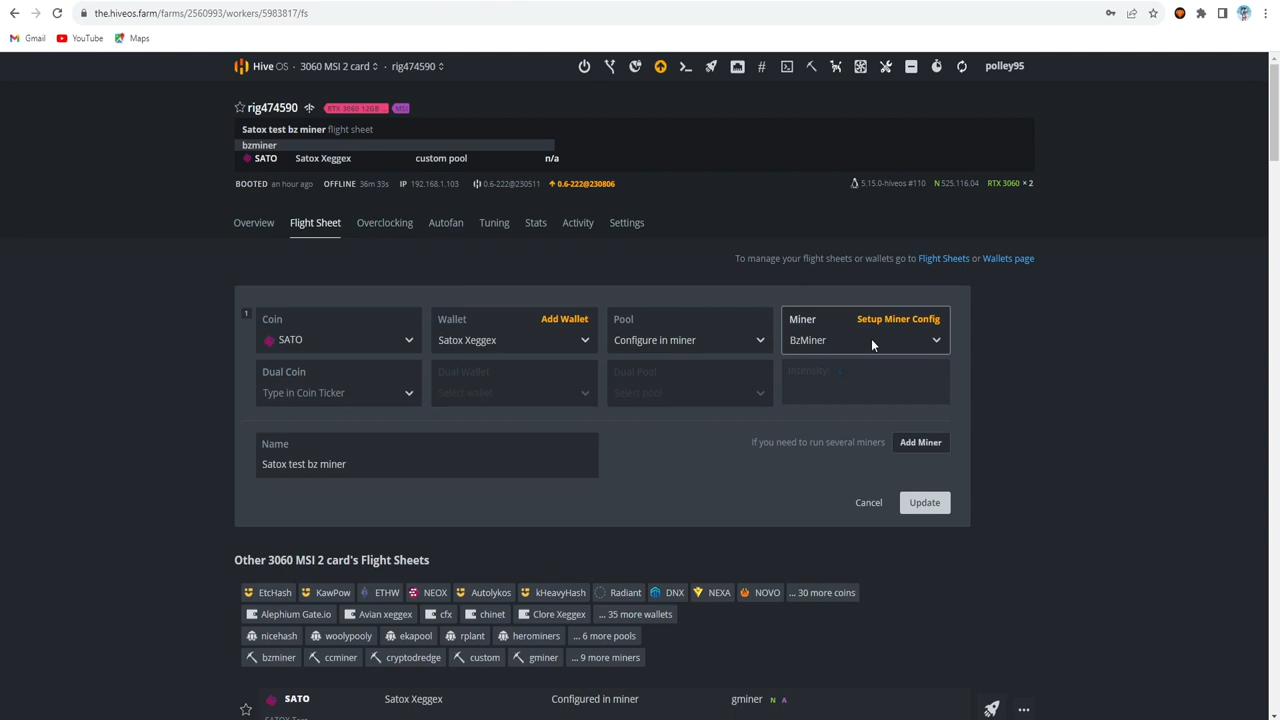 the.hiveos.farm/farms/2560993/workers/5983817/fs
Gmail YouTube Maps
Hive OS · 3060 MSI 2 card · rig474590 polley95
rig474590 RTX 3060 12GB ... MSI
Satox test bz miner flight sheet
bzminer
SATO Satox Xeggex custom pool n/a
BOOTED an hour ago OFFLINE 36m 33s IP 192.168.1.103 0.6-222@230511 0.6-222@230806 5.15.0-hiveos #110 N 525.116.04 RTX 3060 × 2
Overview Flight Sheet Overclocking Autofan Tuning Stats Activity Settings
To manage your flight sheets or wallets go to Flight Sheets or Wallets page
1 Coin Wallet Add Wallet Pool Miner Setup Miner Config
SATO Satox Xeggex Configure in miner BzMiner
Dual Coin Dual Wallet Dual Pool Intensity:
Type in Coin Ticker Select wallet Select pool
Name
Satox test bz miner
If you need to run several miners Add Miner
Cancel Update
Other 3060 MSI 2 card's Flight Sheets
EtcHash KawPow ETHW NEOX Autolykos kHeavyHash Radiant DNX NEXA NOVO ... 30 more coins
Alephium Gate.io Avian xeggex cfx chinet Clore Xeggex ... 35 more wallets
nicehash woolypooly ekapool rplant herominers ... 6 more pools
bzminer ccminer cryptodredge custom gminer ... 9 more miners
SATO Satox Xeggex Configured in miner gminer N A